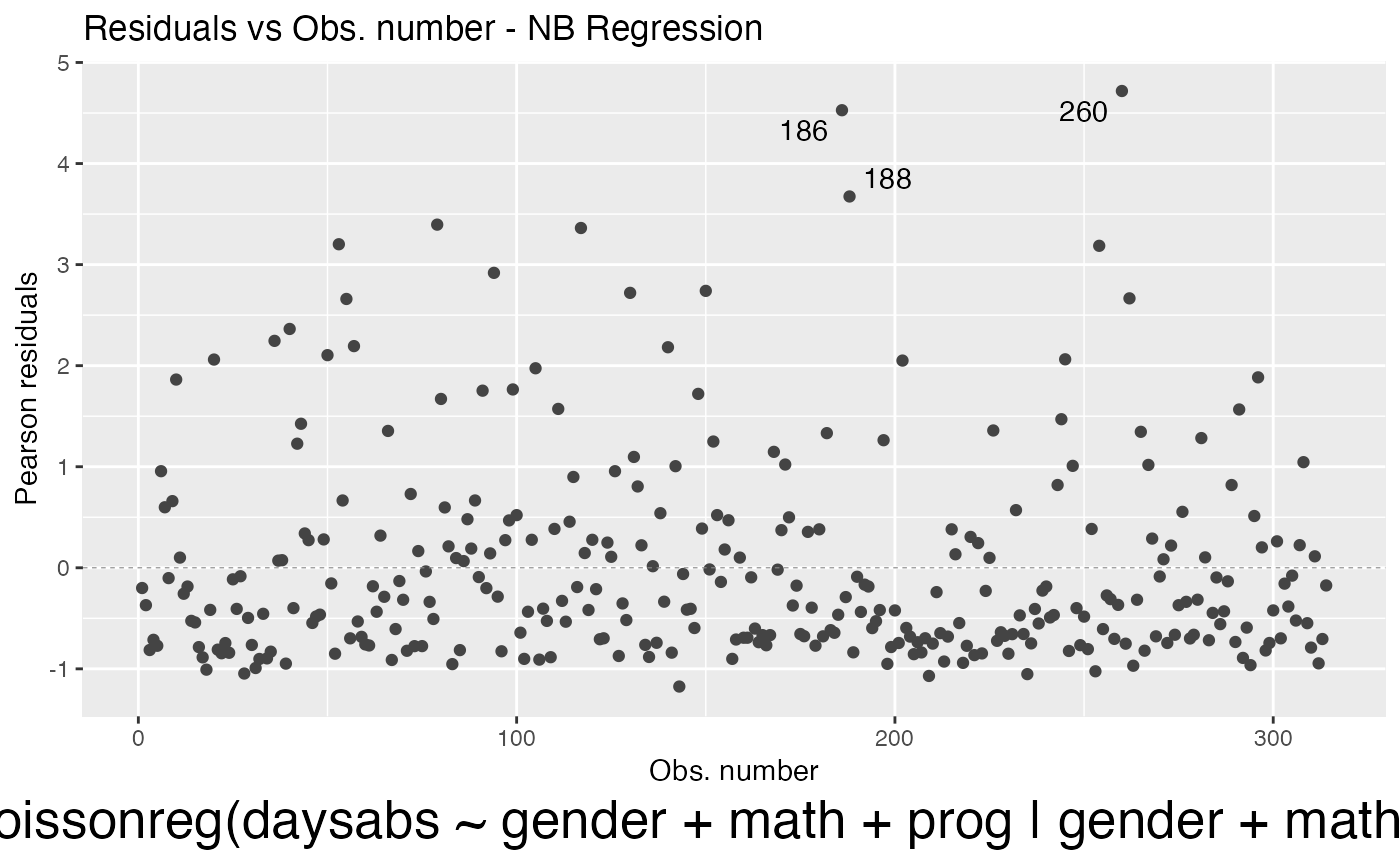 Residuals vs Obs. number - NB Regression
5
4
3
2
1
0
-1
Pearson residuals
186
188
260
0 100 200 300
Obs. number
oissonreg(daysabs ~ gender + math + prog | gender + math